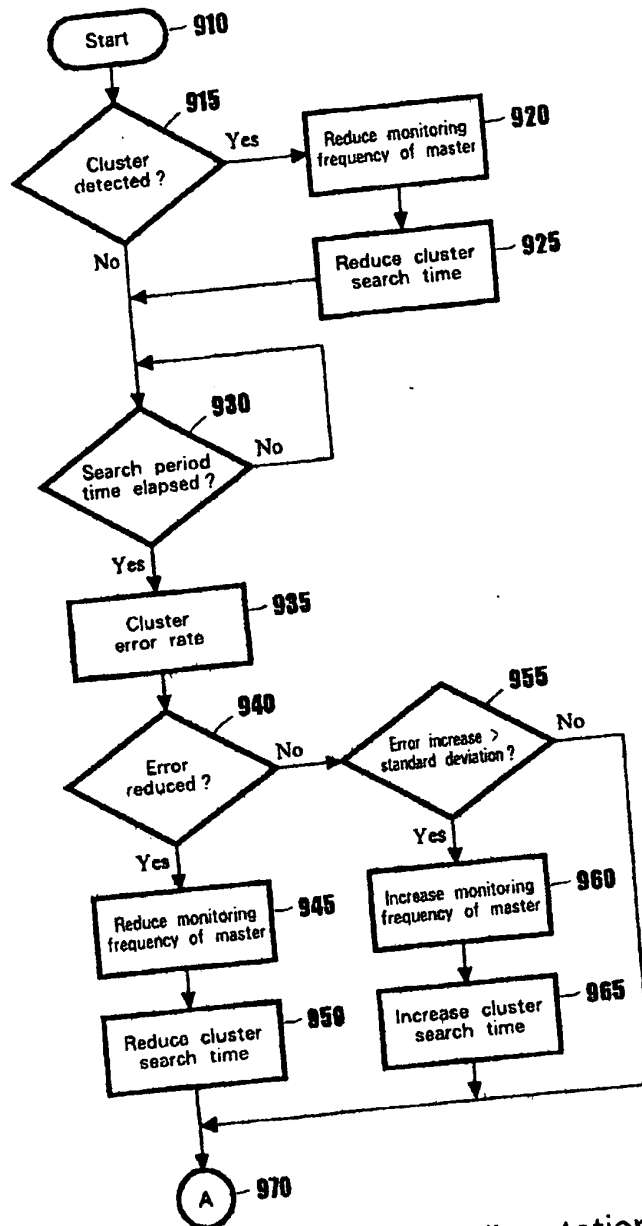 Start
910
915
Cluster
detected ?
Yes
No
Reduce monitoring
frequency of master
920
Reduce cluster
search time
925
930
Search period
time elapsed ?
No
Yes
Cluster
error rate
935
940
Error
reduced ?
No
Yes
955
Error increase >
standard deviation ?
No
Yes
Reduce monitoring
frequency of master
945
Increase monitoring
frequency of master
960
Reduce cluster
search time
950
Increase cluster
search time
965
A
970